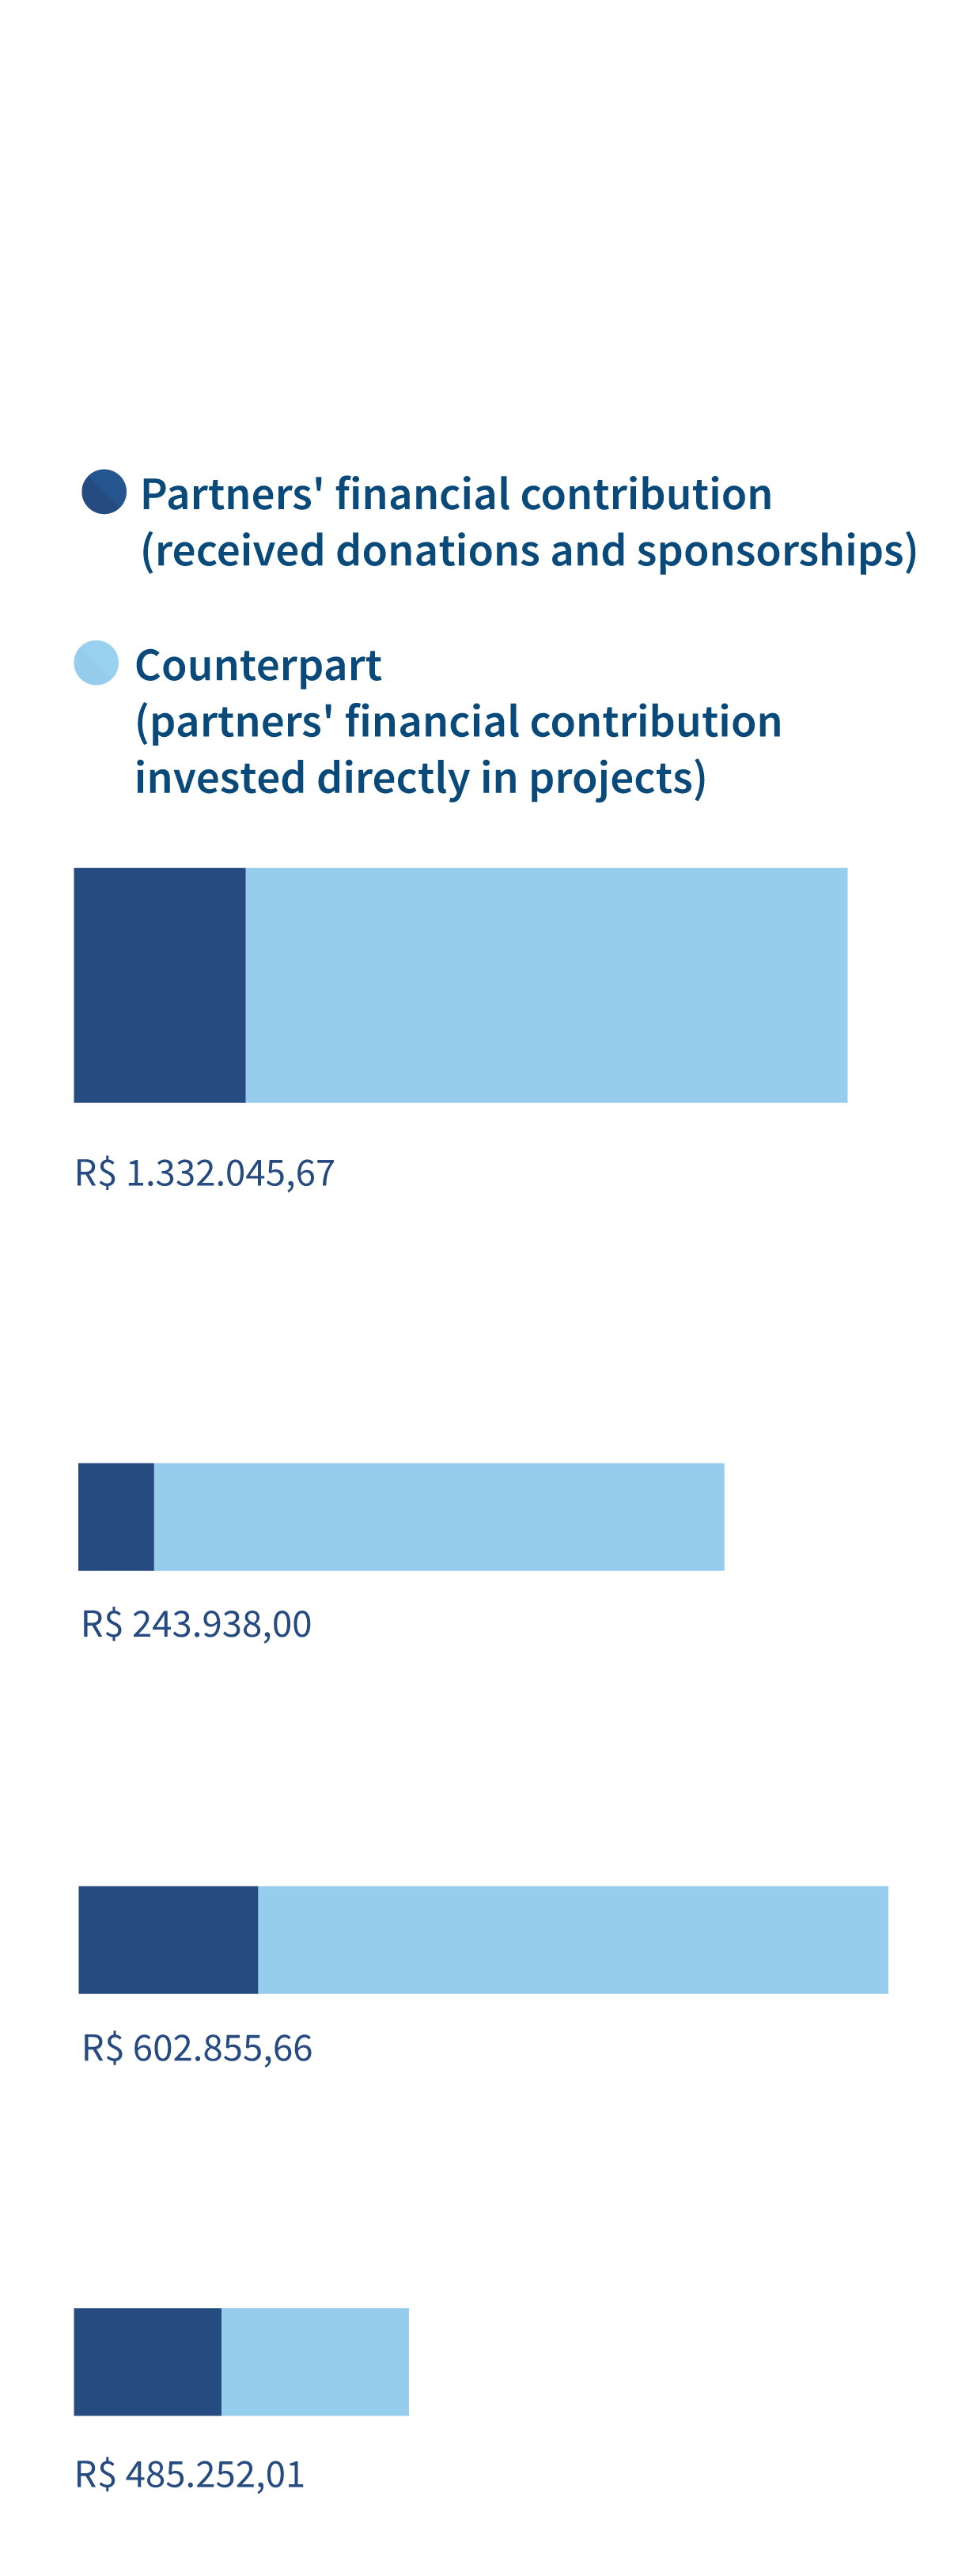 Partners' financial contribution
(received donations and sponsorships)
Counterpart
(partners' financial contribution
invested directly in projects)
R$ 1.332.045,67
R$ 243.938,00
R$ 602.855,66
R$ 485.252,01